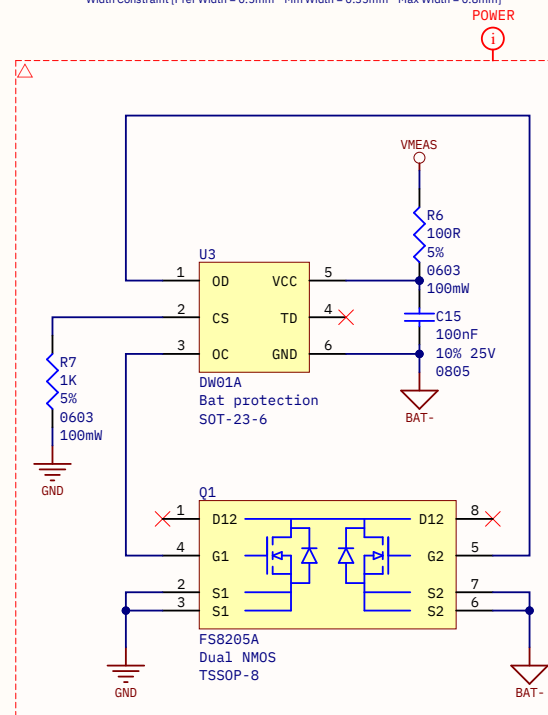 POWER
i
VMEAS
R6
100R
5%
0603
100mW
U3
1 OD VCC 5
2 CS TD 4
3 OC GND 6
DW01A
Bat protection
SOT-23-6
C15
100nF
10% 25V
0805
BAT-
R7
1K
5%
0603
100mW
GND
Q1
1 D12 D12 8
4 G1 G2 5
2 S1 S2 7
3 S1 S2 6
FS8205A
Dual NMOS
TSSOP-8
GND
BAT-